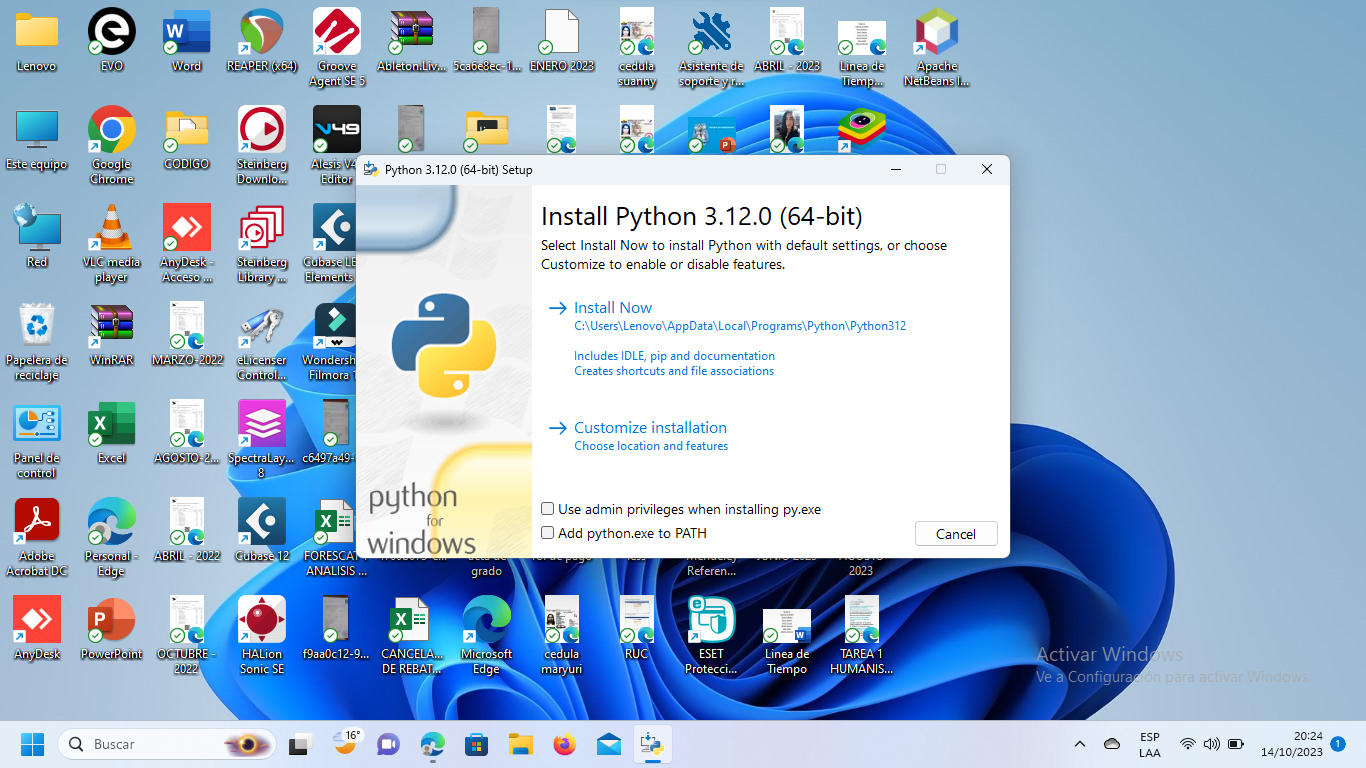 Lenovo
EVO
Word
REAPER (x64)
Groove
Agent SE 5
Ableton.Liv...
5ca6e8ec-1...
ENERO 2023
cedula
suanny
Asistente de
soporte y r...
ABRIL - 2023
Linea de
Tiemp...
Apache
NetBeans I...
Este equipo
Google
Chrome
CODIGO
Steinberg
Downlo...
V49
Alesis V4
Editor
Red
VLC media
player
AnyDesk -
Acceso ...
Steinberg
Library ...
Cubase LE
Elements
Papelera de
reciclaje
WinRAR
MARZO-2022
eLicenser
Control...
Wondersh
Filmora 1
Panel de
control
Excel
AGOSTO-2...
SpectraLay...
8
c6497a49-
Adobe
Acrobat DC
Personal -
Edge
ABRIL - 2022
Cubase 12
FORESCAT
ANALISIS ...
grado
Referen...
2023
AnyDesk
PowerPoint
OCTUBRE -
2022
HALion
Sonic SE
f9aa0c12-9...
CANCELA...
DE REBAT...
Microsoft
Edge
cedula
maryuri
RUC
ESET
Protecci...
Linea de
Tiempo
TAREA 1
HUMANIS...
Python 3.12.0 (64-bit) Setup
Install Python 3.12.0 (64-bit)
Select Install Now to install Python with default settings, or choose
Customize to enable or disable features.
Install Now
C:\Users\Lenovo\AppData\Local\Programs\Python\Python312
Includes IDLE, pip and documentation
Creates shortcuts and file associations
Customize installation
Choose location and features
python
for
windows
Use admin privileges when installing py.exe
Add python.exe to PATH
Cancel
Activar Windows
Ve a Configuración para activar Windows.
Buscar
16°
ESP
LAA
20:24
14/10/2023
1